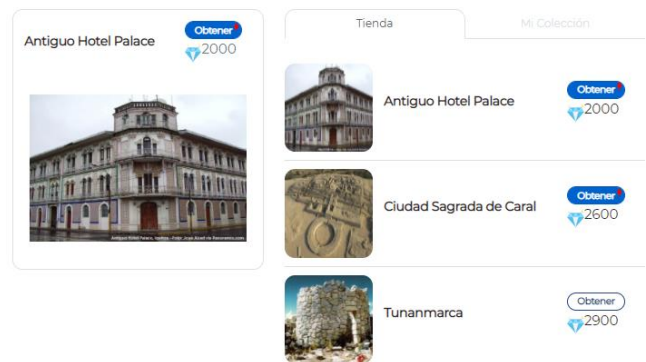 Antiguo Hotel Palace
Obtener
2000
Tienda
Mi Colección
Antiguo Hotel Palace
Obtener
2000
Ciudad Sagrada de Caral
Obtener
2600
Tunanmarca
Obtener
2900